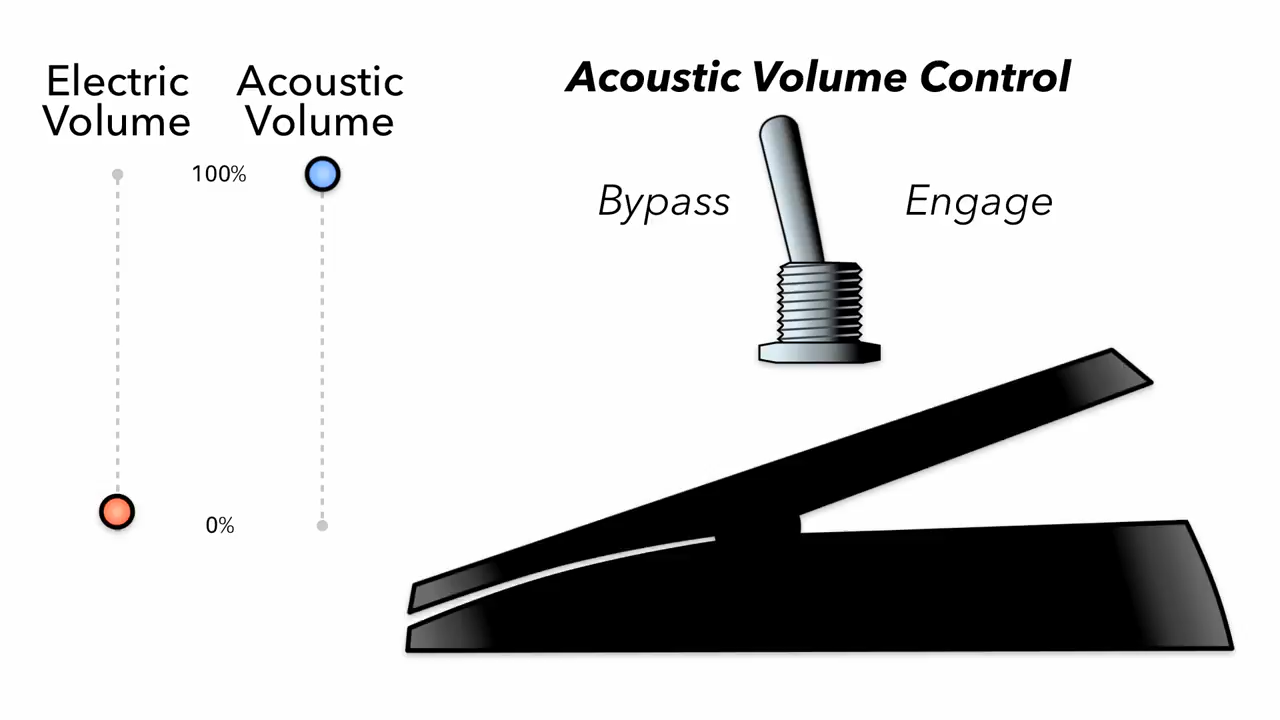 Electric
Volume
Acoustic
Volume
100%
0%
Acoustic Volume Control
Bypass
Engage